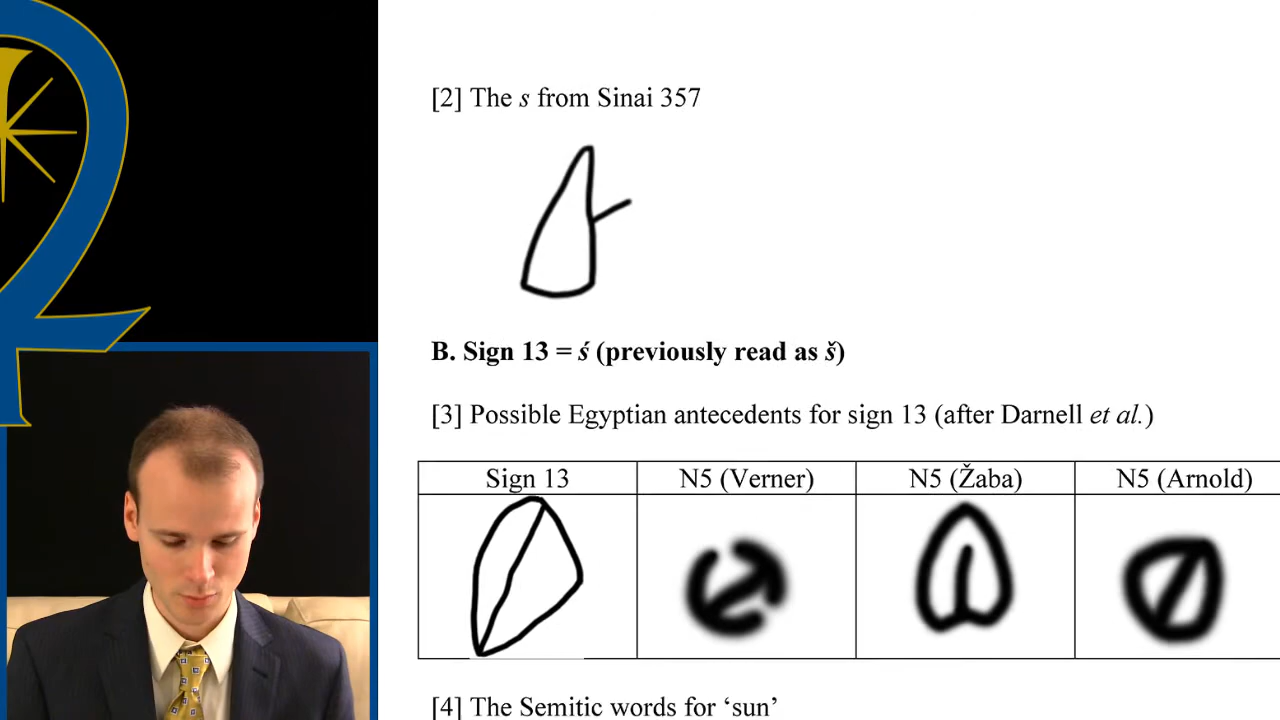 [2] The s from Sinai 357
B. Sign 13 = ś (previously read as š)
[3] Possible Egyptian antecedents for sign 13 (after Darnell et al.)
Sign 13 N5 (Verner) N5 (Žaba) N5 (Arnold)
[4] The Semitic words for ‘sun’